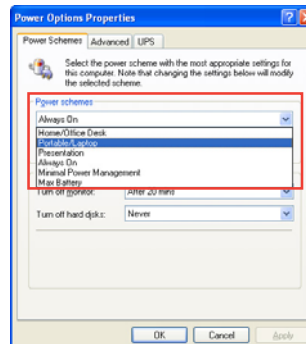 Power Options Properties
Power Schemes Advanced UPS
Select the power scheme with the most appropriate settings for
this computer. Note that changing the settings below will modify
the selected scheme.
Power schemes
Always On
Home/Office Desk
Portable/Laptop
Presentation
Always On
Minimal Power Management
Max Battery
Turn off monitor: After 20 mins
Turn off hard disks: Never
OK Cancel Apply